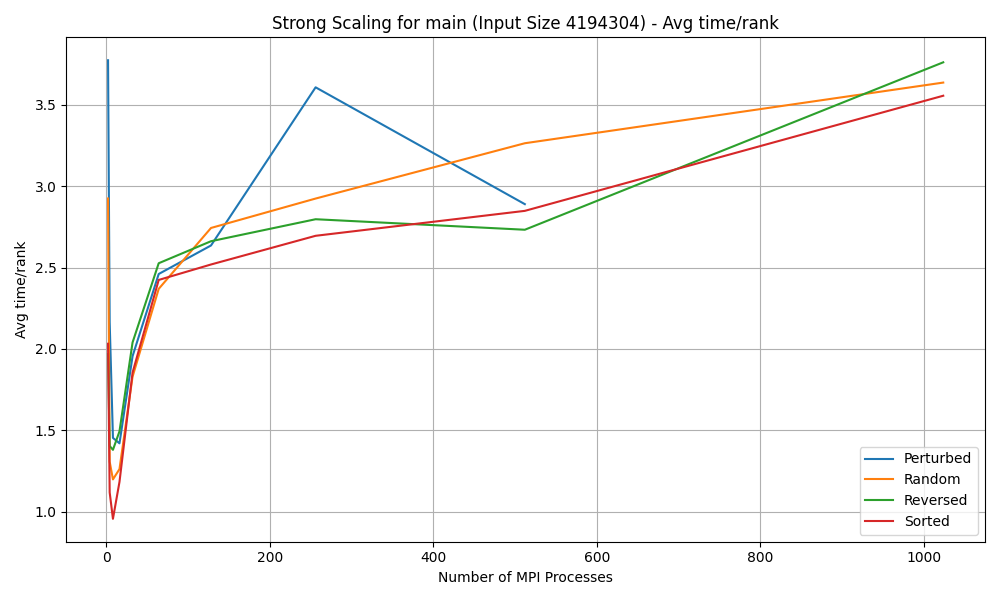 Strong Scaling for main (Input Size 4194304) - Avg time/rank
Avg time/rank
3.5
3.0
2.5
2.0
1.5
1.0
0 200 400 600 800 1000
Number of MPI Processes
Perturbed
Random
Reversed
Sorted